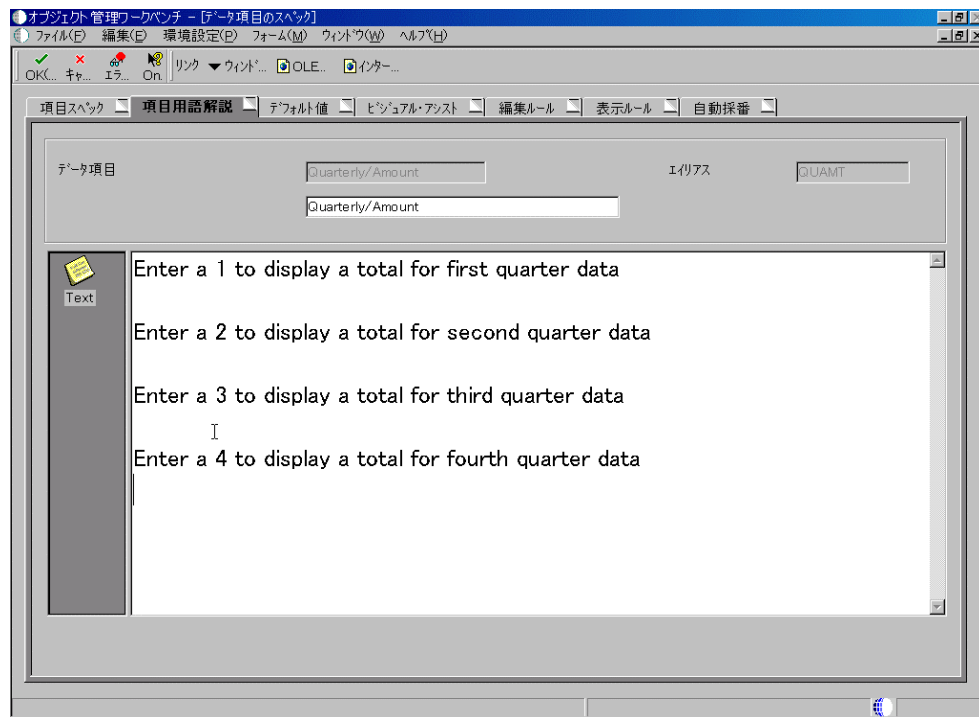 オブジェクト管理ワークベンチ - [データ項目のスペック]
ファイル(F) 編集(E) 環境設定(P) フォーム(M) ウィンドウ(W) ヘルプ(H)
OK(... キャ... エラ... On. リンク ▼ ウィンド... OLE... インター...
項目スペック 項目用語解説 デフォルト値 ビジュアル・アシスト 編集ルール 表示ルール 自動採番
データ項目 Quarterly/Amount エイリアス QUAMT
Quarterly/Amount
Text
Enter a 1 to display a total for first quarter data
Enter a 2 to display a total for second quarter data
Enter a 3 to display a total for third quarter data
Enter a 4 to display a total for fourth quarter data